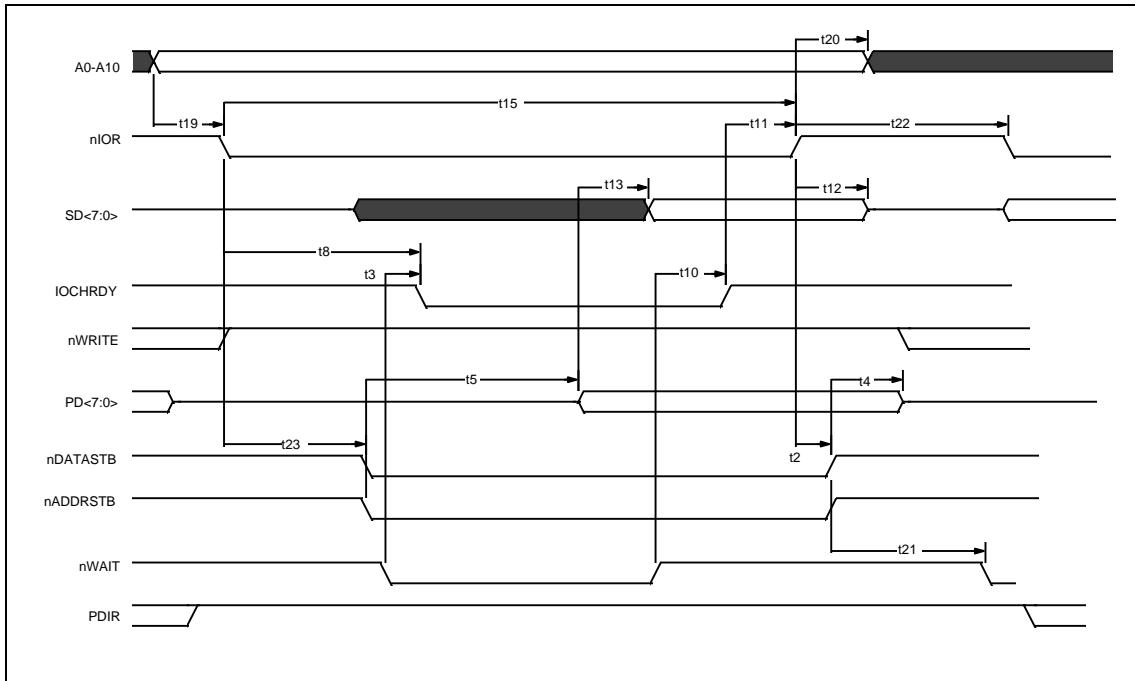 t20
A0-A10
t15
t19
t11
t22
nIOR
t13
t12
SD<7:0>
t8
t3
t10
IOCHRDY
nWRITE
t5
t4
PD<7:0>
t23
t2
nDATASTB
nADDRSTB
t21
nWAIT
PDIR